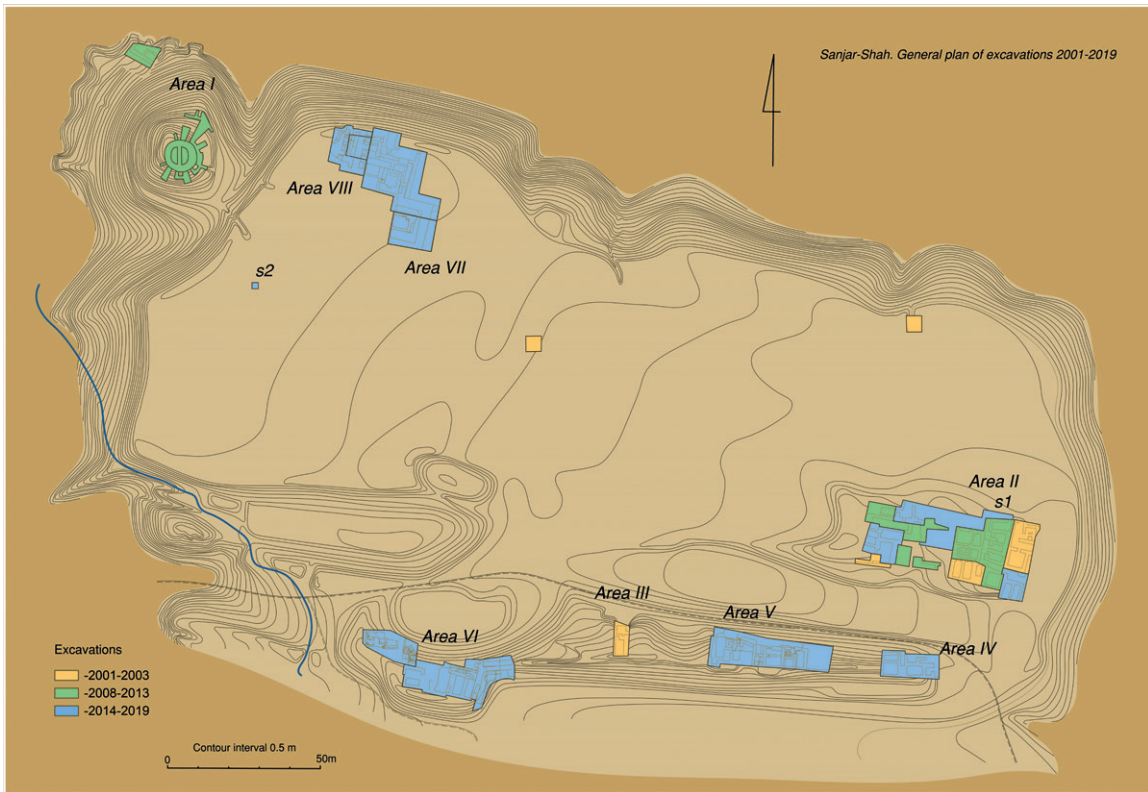 Sanjar-Shah. General plan of excavations 2001-2019
Area I
Area VIII
Area VII
s2
Area II
s1
Area III
Area V
Area VI
Area IV
Excavations
-2001-2003
-2008-2013
-2014-2019
Contour interval 0.5 m
0
50m